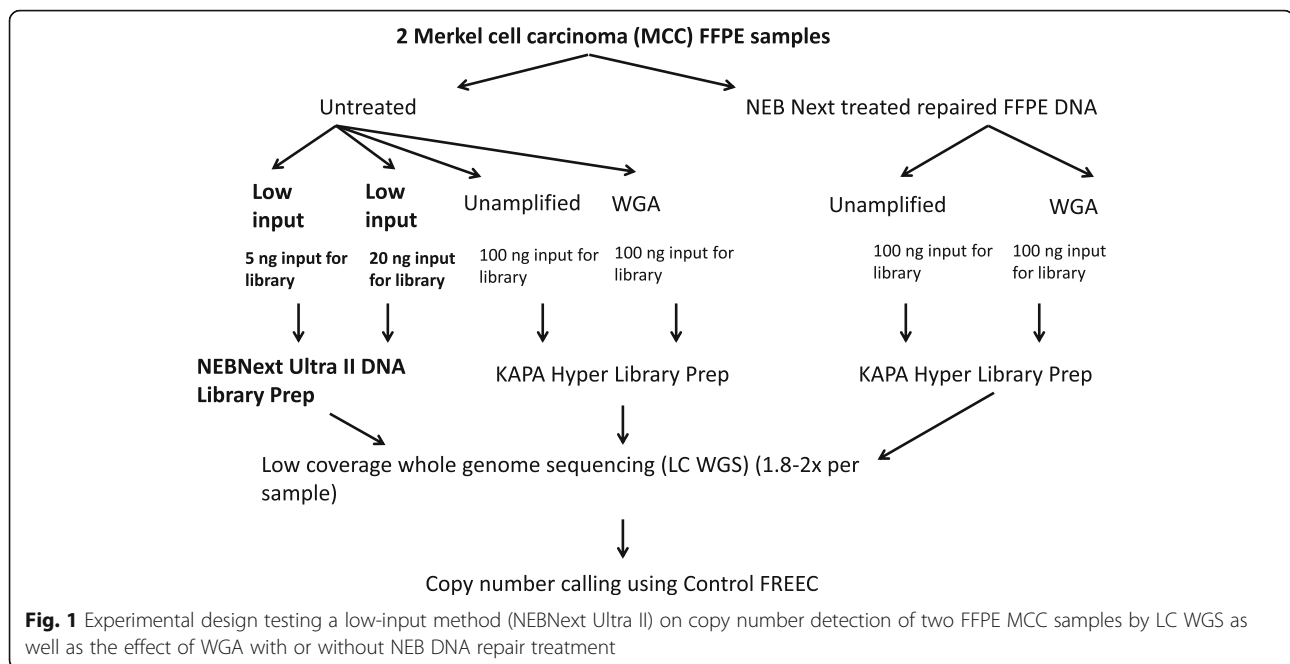 2 Merkel cell carcinoma (MCC) FFPE samples
Untreated
NEB Next treated repaired FFPE DNA
Low
input
Low
input
Unamplified
WGA
Unamplified
WGA
5 ng input for
library
20 ng input
for library
100 ng input for
library
100 ng input for
library
100 ng input for
library
100 ng input
for library
NEBNext Ultra II DNA
Library Prep
KAPA Hyper Library Prep
KAPA Hyper Library Prep
Low coverage whole genome sequencing (LC WGS) (1.8-2x per
sample)
Copy number calling using Control FREEC
Fig. 1 Experimental design testing a low-input method (NEBNext Ultra II) on copy number detection of two FFPE MCC samples by LC WGS as
well as the effect of WGA with or without NEB DNA repair treatment